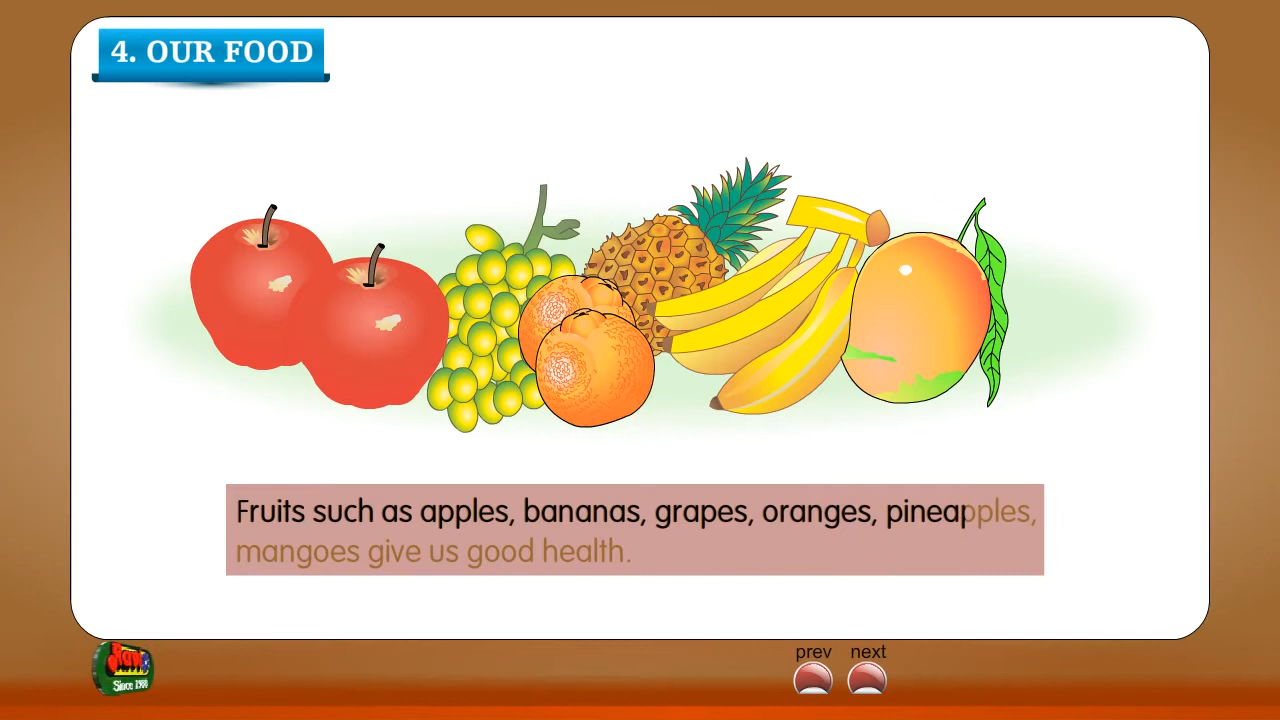 4. OUR FOOD
Fruits such as apples, bananas, grapes, oranges, pineapples,
mangoes give us good health.
prev next
Since 1988